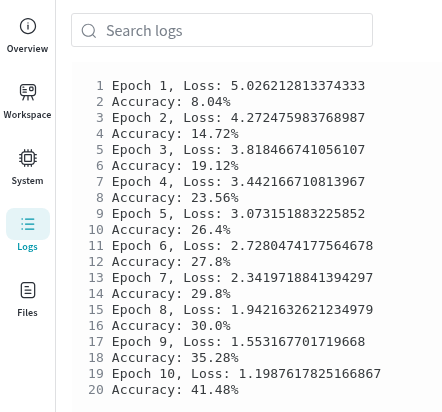 Overview
Workspace
System
Logs
Files
Search logs
1 Epoch 1, Loss: 5.026212813374333
2 Accuracy: 8.04%
3 Epoch 2, Loss: 4.272475983768987
4 Accuracy: 14.72%
5 Epoch 3, Loss: 3.818466741056107
6 Accuracy: 19.12%
7 Epoch 4, Loss: 3.442166710813967
8 Accuracy: 23.56%
9 Epoch 5, Loss: 3.073151883225852
10 Accuracy: 26.4%
11 Epoch 6, Loss: 2.7280474177564678
12 Accuracy: 27.8%
13 Epoch 7, Loss: 2.3419718841394297
14 Accuracy: 29.8%
15 Epoch 8, Loss: 1.9421632621234979
16 Accuracy: 30.0%
17 Epoch 9, Loss: 1.553167701719668
18 Accuracy: 35.28%
19 Epoch 10, Loss: 1.1987617825166867
20 Accuracy: 41.48%